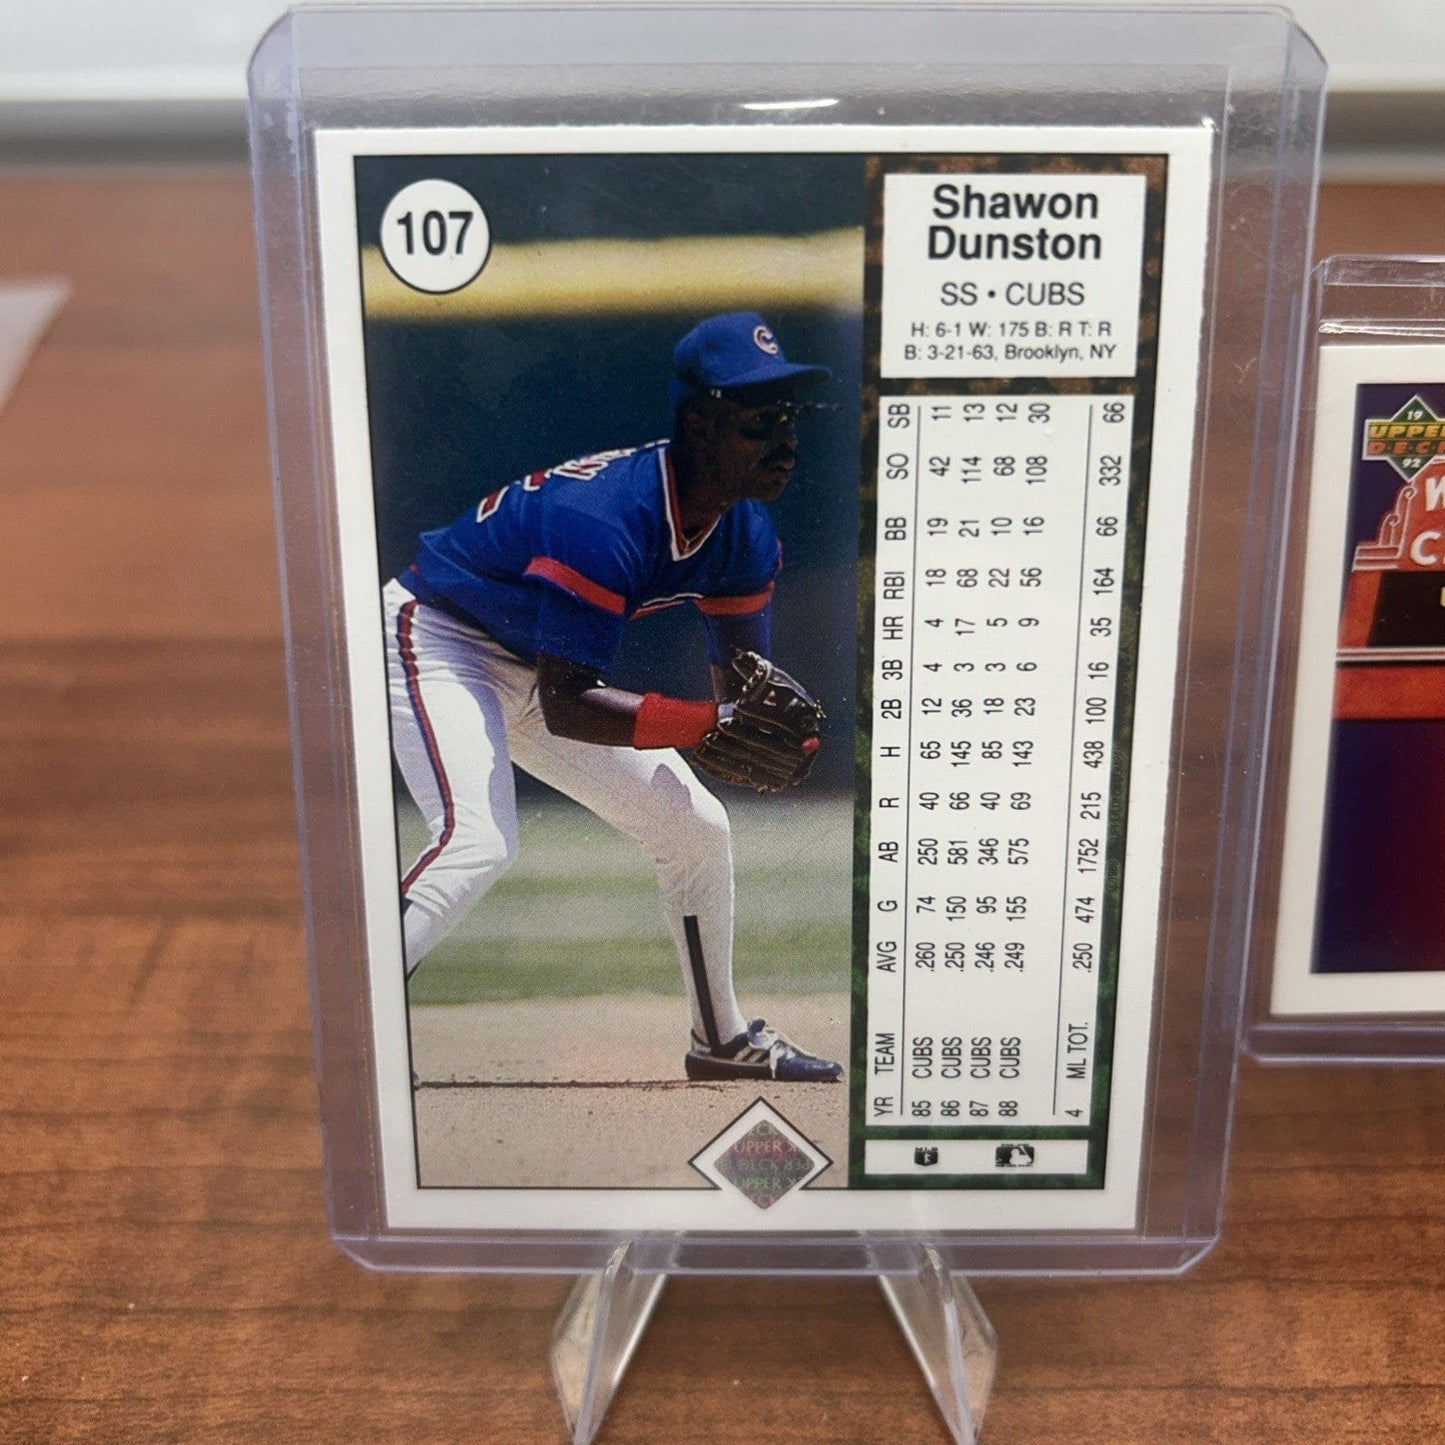 107
Shawon
Dunston
SS • CUBS
H: 6-1 W: 175 B: R T: R
B: 3-21-63, Brooklyn, NY
YR TEAM AVG G AB R H 2B 3B HR RBI BB SO SB
85 CUBS .260 74 250 40 65 12 4 4 18 19 42 11
86 CUBS .250 150 581 66 145 36 3 17 68 21 114 13
87 CUBS .246 95 346 40 85 18 3 5 22 10 68 12
88 CUBS .249 155 575 69 143 23 6 9 56 16 108 30
4 ML TOT. .250 474 1752 215 438 100 16 35 164 66 332 66
UPPER
DECK
UPPER
19
UPPER
DECK
92